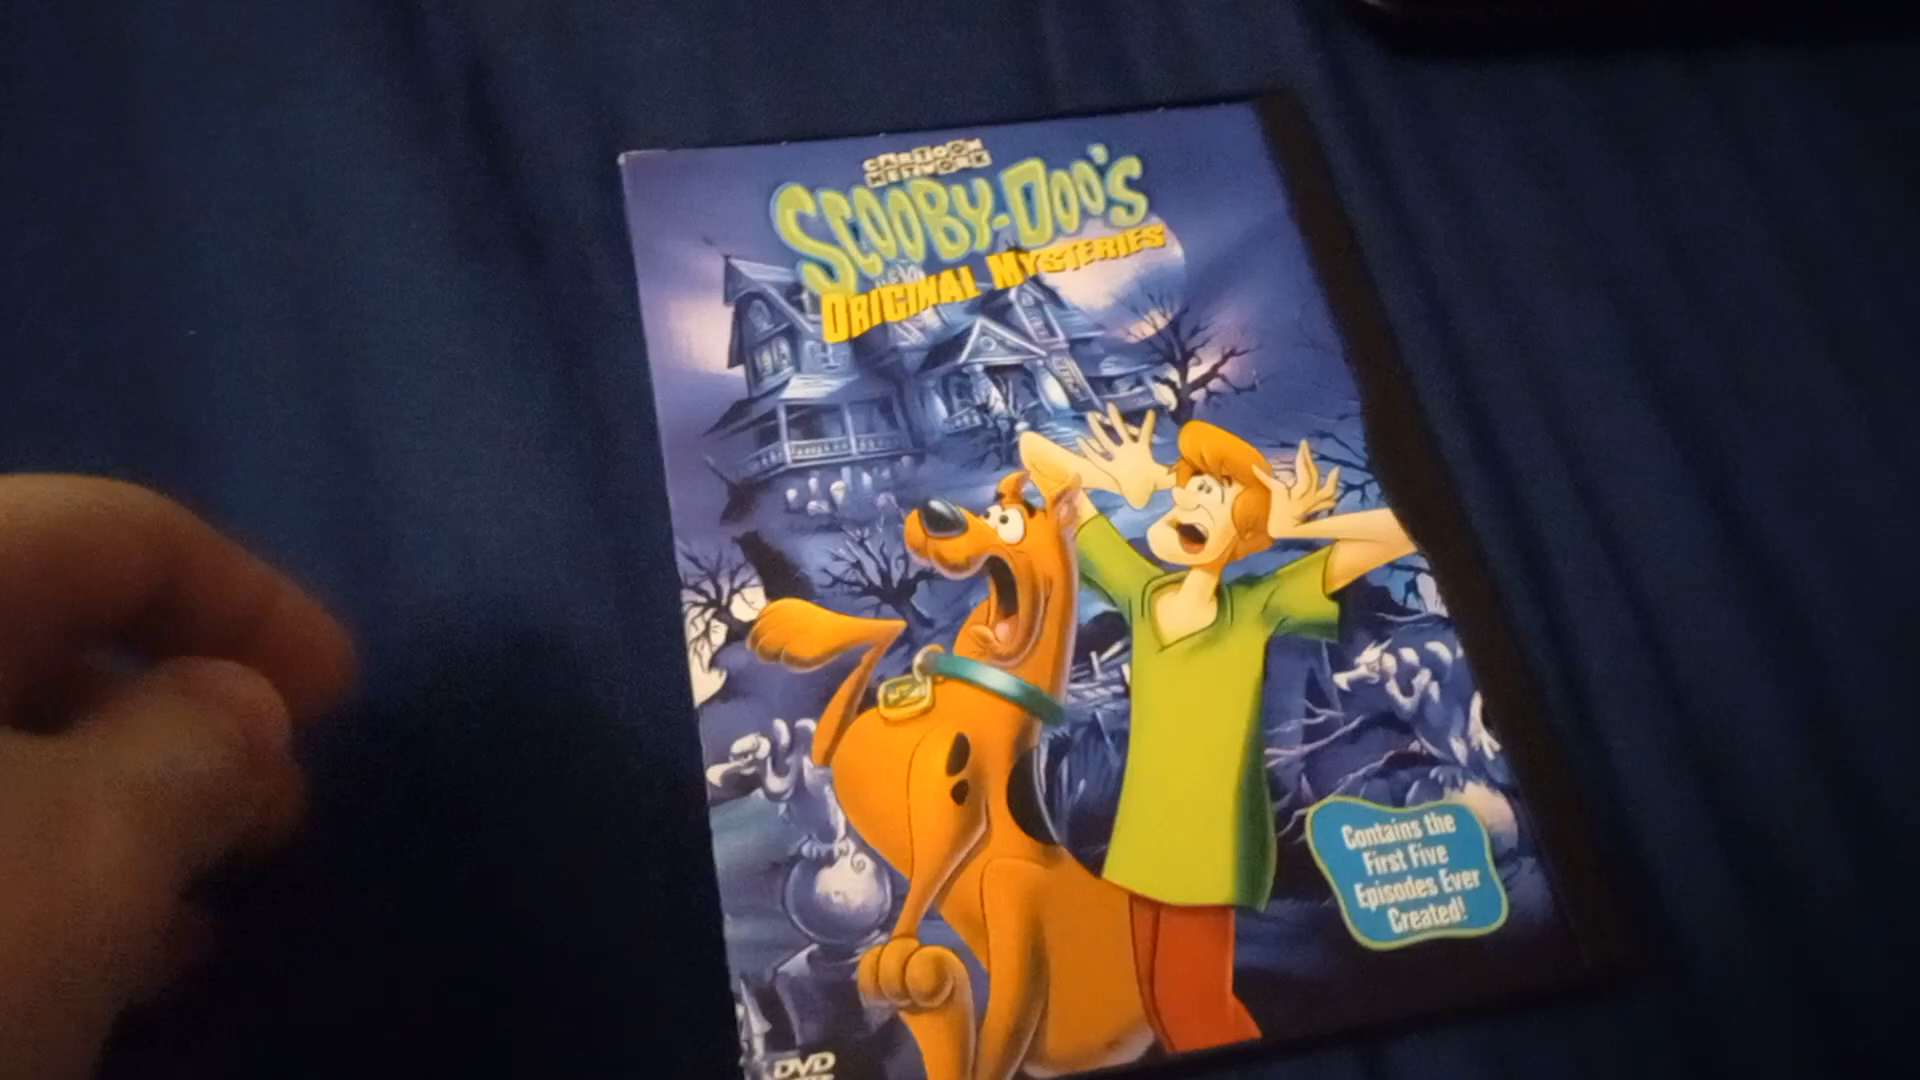 CARTOON
NETWORK
SCOOBY-DOO'S
ORIGINAL MYSTERIES
Contains the
First Five
Episodes Ever
Created!
DVD